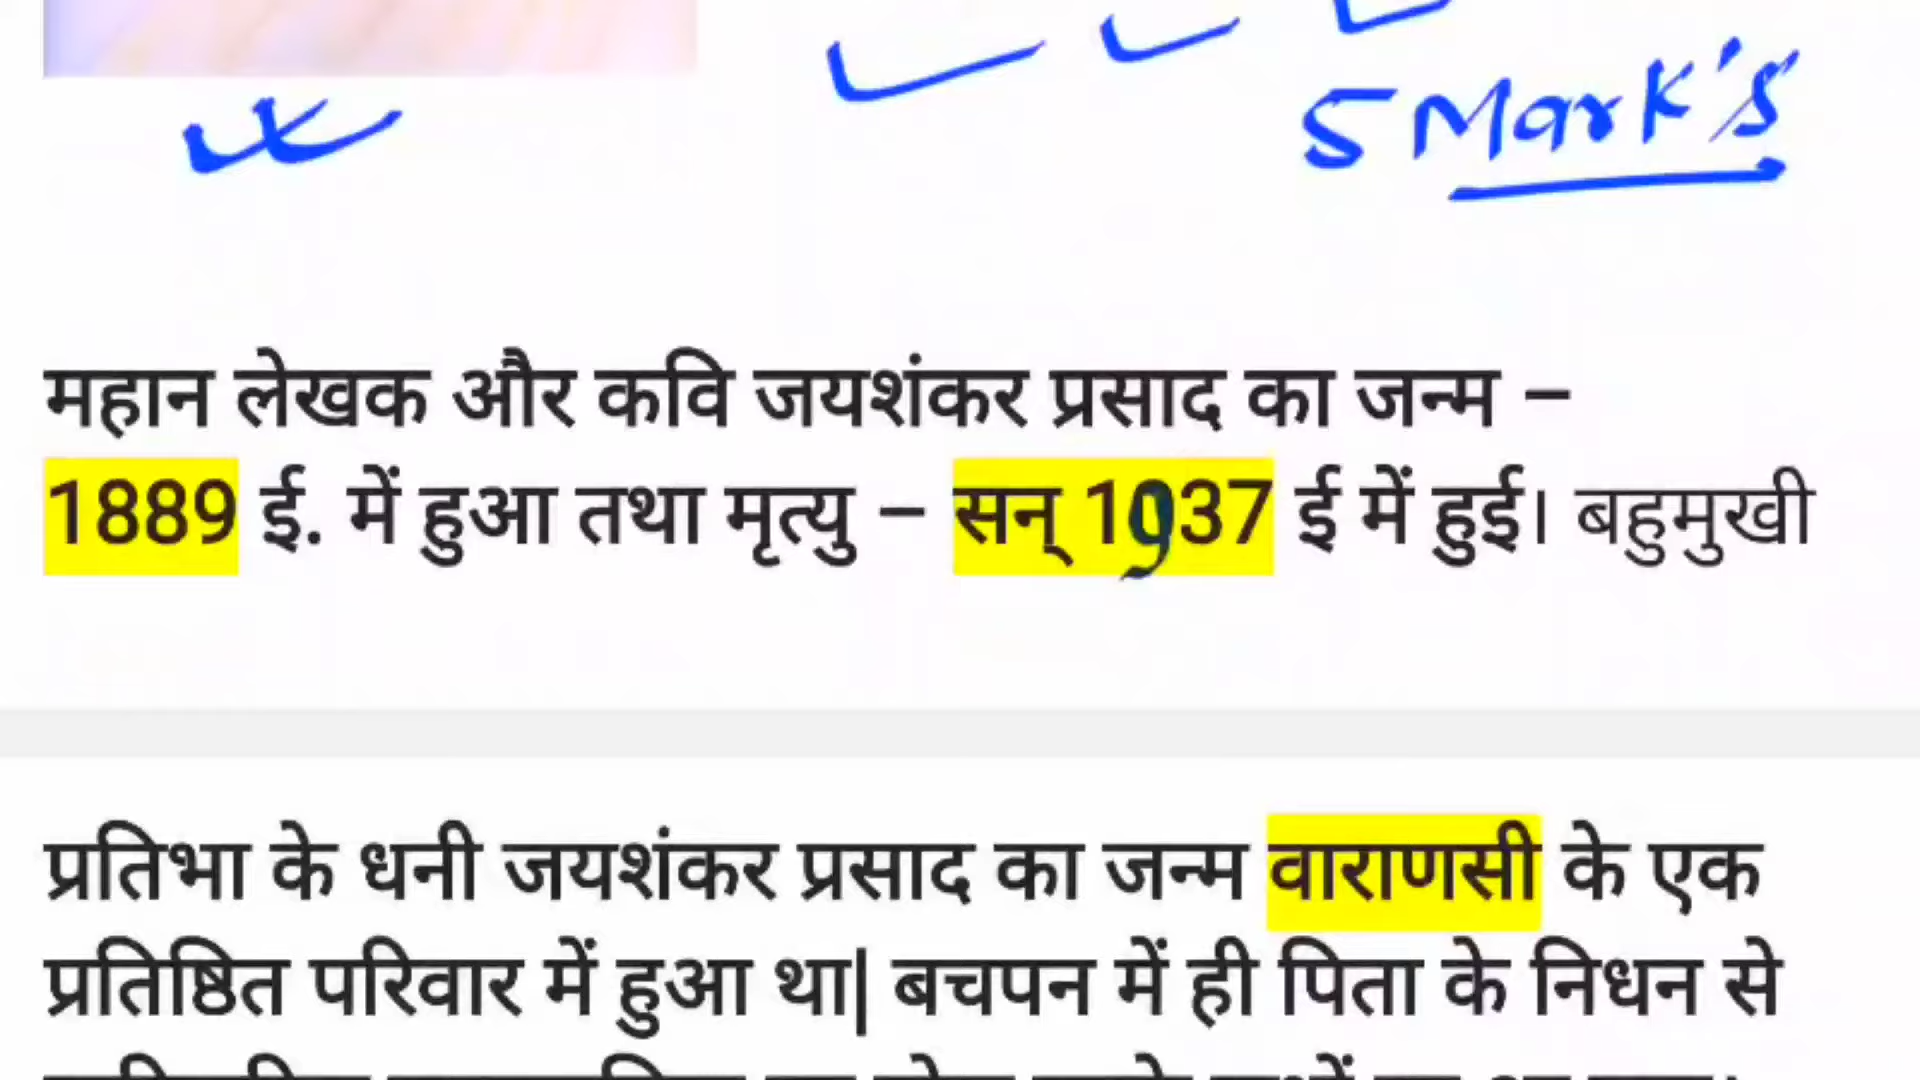 5 Mark's
महान लेखक और कवि जयशंकर प्रसाद का जन्म –
1889 ई. में हुआ तथा मृत्यु – सन् 1937 ई में हुई। बहुमुखी
प्रतिभा के धनी जयशंकर प्रसाद का जन्म वाराणसी के एक
प्रतिष्ठित परिवार में हुआ था| बचपन में ही पिता के निधन से